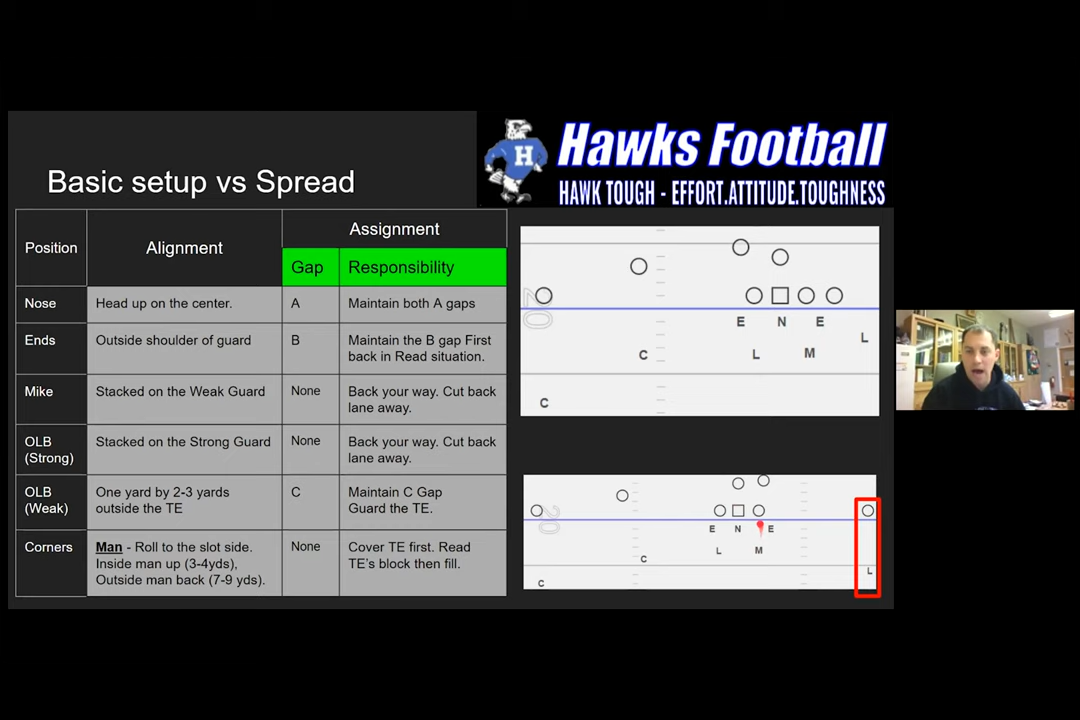 Basic setup vs Spread
H
Hawks Football
HAWK TOUGH - EFFORT.ATTITUDE.TOUGHNESS
Position
Alignment
Assignment
Gap
Responsibility
Nose
Head up on the center.
A
Maintain both A gaps
Ends
Outside shoulder of guard
B
Maintain the B gap First
back in Read situation.
Mike
Stacked on the Weak Guard
None
Back your way. Cut back
lane away.
OLB
(Strong)
Stacked on the Strong Guard
None
Back your way. Cut back
lane away.
OLB
(Weak)
One yard by 2-3 yards
outside the TE
C
Maintain C Gap
Guard the TE.
Corners
Man - Roll to the slot side.
Inside man up (3-4yds),
Outside man back (7-9 yds).
None
Cover TE first. Read
TE's block then fill.
20
E N E
L
C L M
C
20
E N E
L M
C
L
C